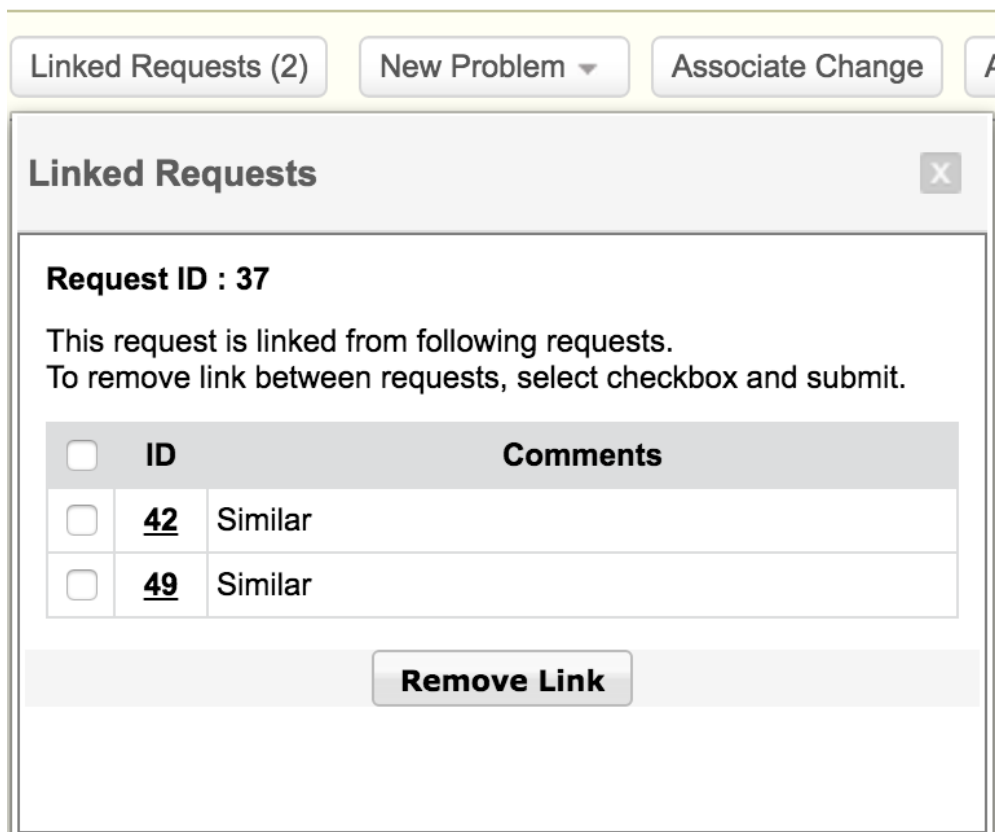 Linked Requests (2) New Problem Associate Change
Linked Requests X
Request ID : 37
This request is linked from following requests.
To remove link between requests, select checkbox and submit.
ID Comments
42 Similar
49 Similar
Remove Link